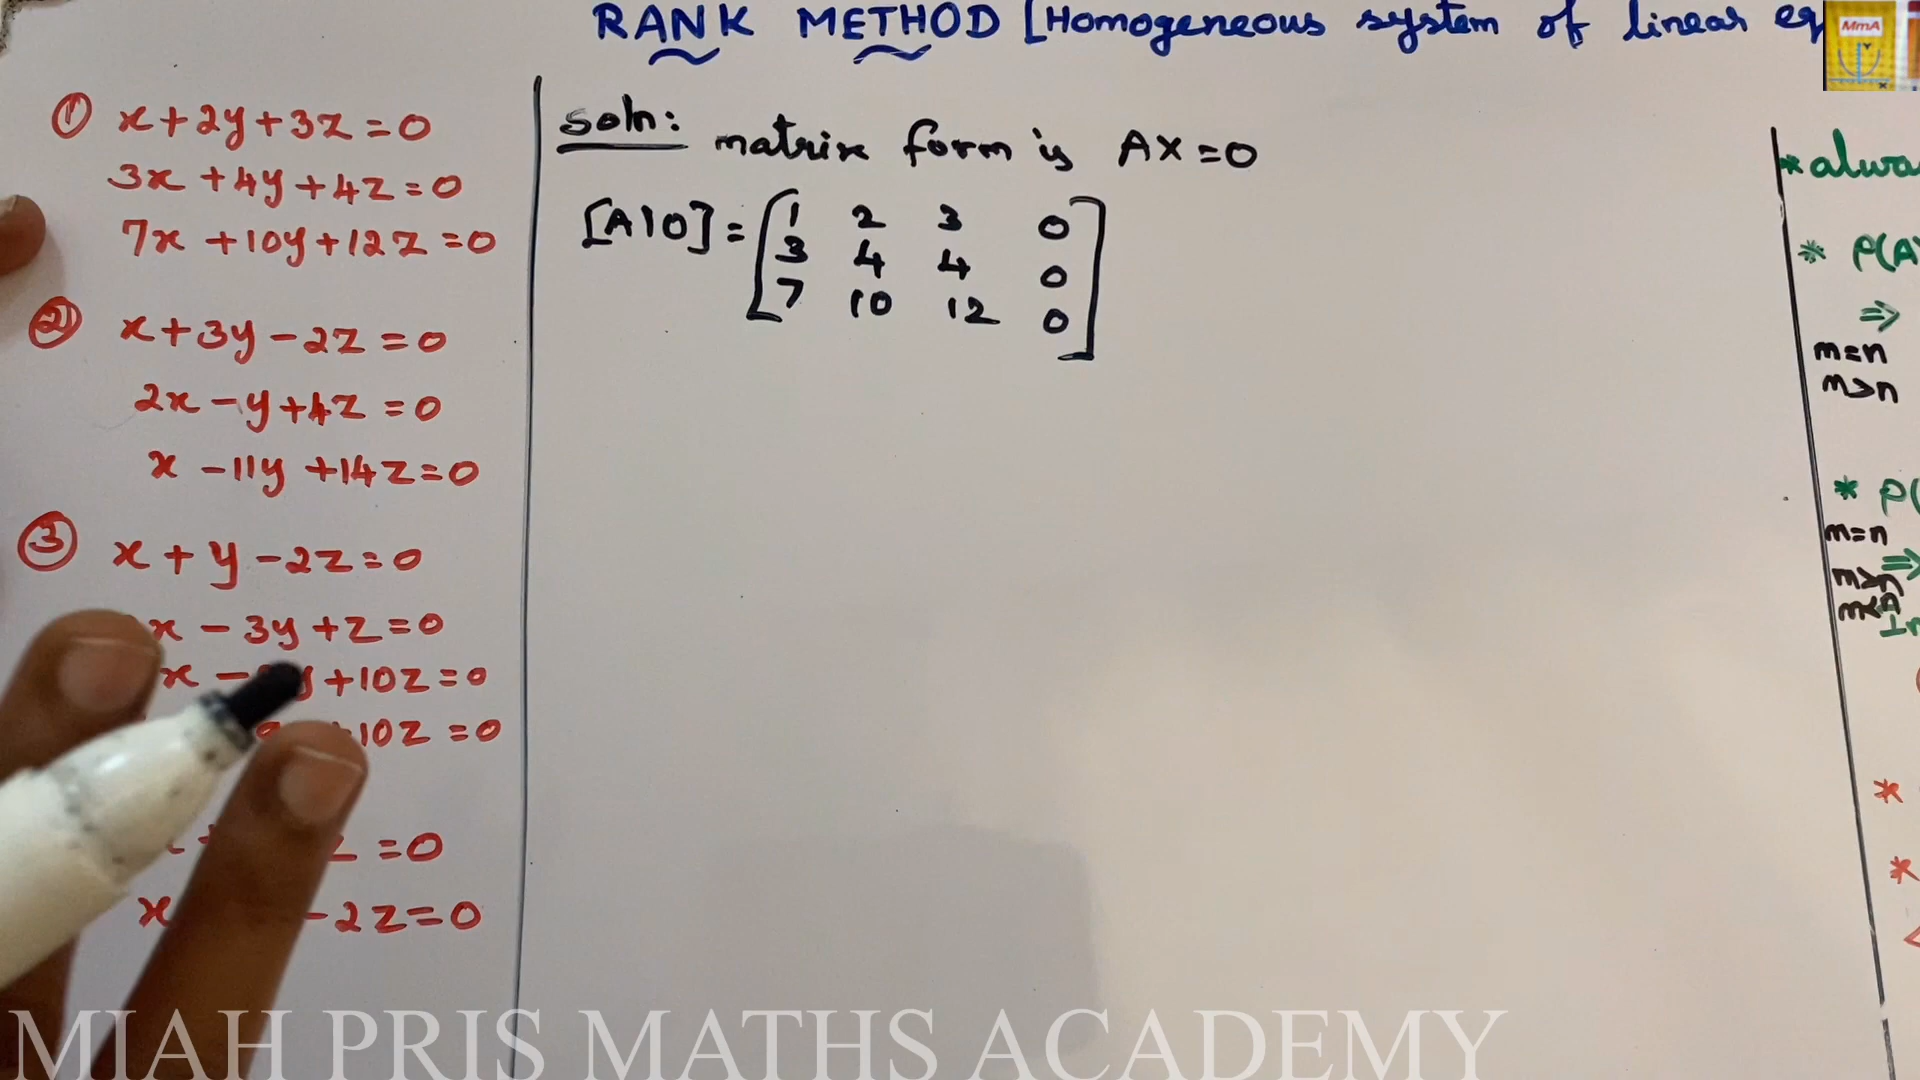 RANK METHOD [Homogeneous system of linear eq
MmA
① x+2y+3z=0
3x+4y+4z=0
7x+10y+12z=0
② x+3y-2z=0
2x-y+4z=0
x-11y+14z=0
③ x+y-2z=0
x-3y+z=0
x - y+10z=0
10z=0
z=0
x -2z=0
Soln: matrix form is AX=0
[A|0]=[1 2 3 0
3 4 4 0
7 10 12 0]
*alwa
* ρ(A
⇒
m=n
m>n
* ρ(
m=n
⇒
m>n
m<n
In
*
*
MIAH PRIS MATHS ACADEMY